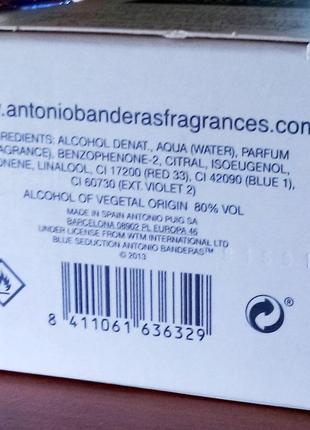 .antoniobanderasfragrances.com
REDIENTS: ALCOHOL DENAT., AQUA (WATER), PARFUM
AGRANCE), BENZOPHENONE-2, CITRAL, ISOEUGENOL,
ONENE, LINALOOL, CI 17200 (RED 33), CI 42090 (BLUE 1),
CI 60730 (EXT. VIOLET 2)
ALCOHOL OF VEGETAL ORIGIN 80% VOL
MADE IN SPAIN ANTONIO PUIG SA
BARCELONA 08902 PL EUROPA 46
UNDER LICENSE FROM WTM INTERNATIONAL LTD
BLUE SEDUCTION ANTONIO BANDERAS™
© 2013
8 411061 636329